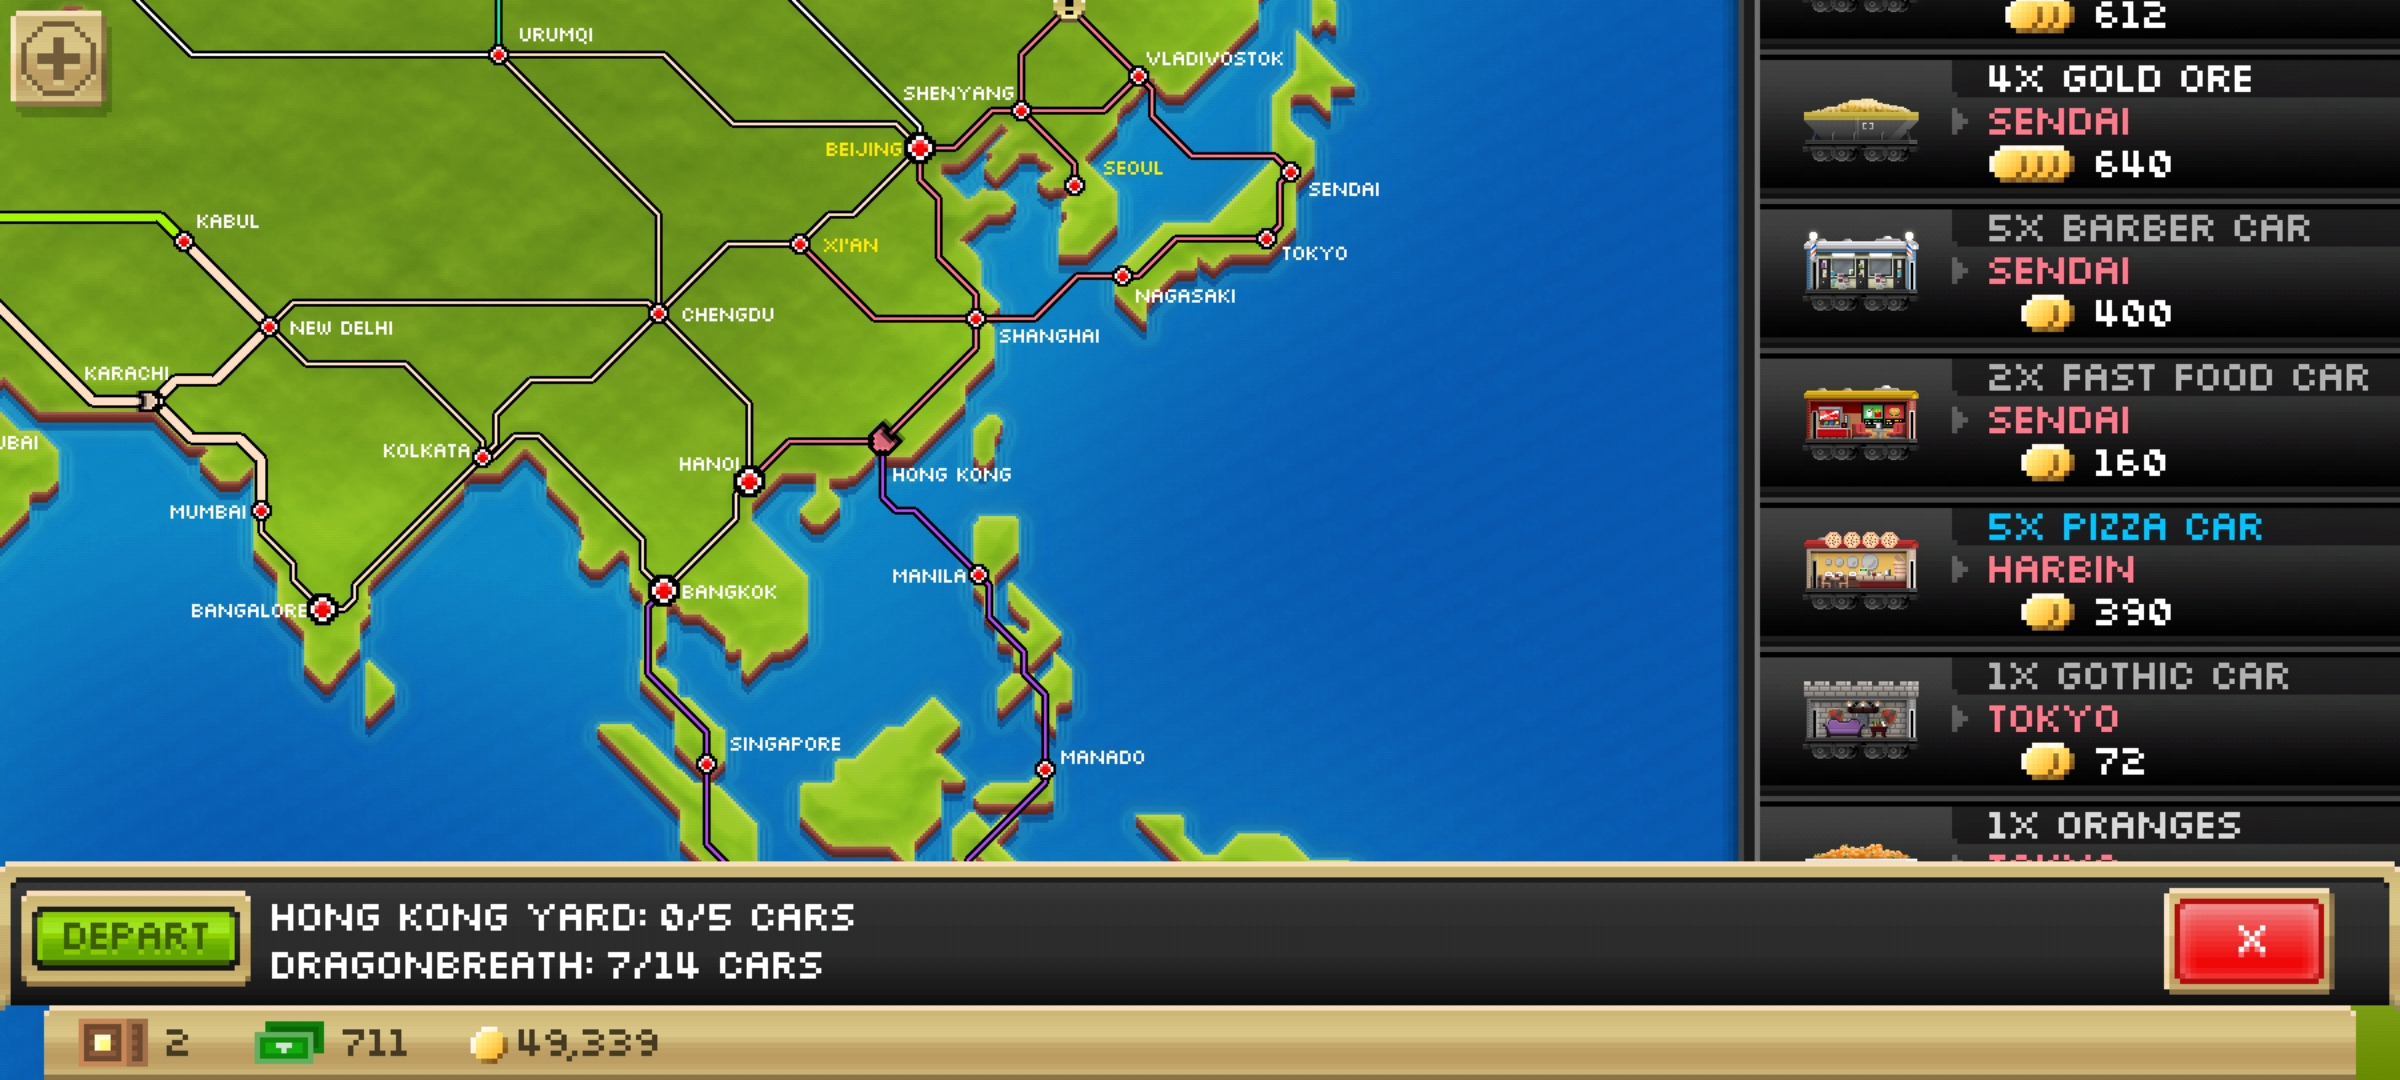 URUMQI
VLADIVOSTOK
SHENYANG
BEIJING
SEOUL
SENDAI
KABUL
XI'AN
TOKYO
NAGASAKI
NEW DELHI
CHENGDU
SHANGHAI
KARACHI
UBAI
KOLKATA
HANOI
HONG KONG
MUMBAI
MANILA
BANGKOK
BANGALORE
SINGAPORE
MANADO
612
4X GOLD ORE
SENDAI
640
5X BARBER CAR
SENDAI
400
2X FAST FOOD CAR
SENDAI
160
5X PIZZA CAR
HARBIN
390
1X GOTHIC CAR
TOKYO
72
1X ORANGES
TOKYO
DEPART
HONG KONG YARD: 0/5 CARS
DRAGONBREATH: 7/14 CARS
X
2
711
49,339